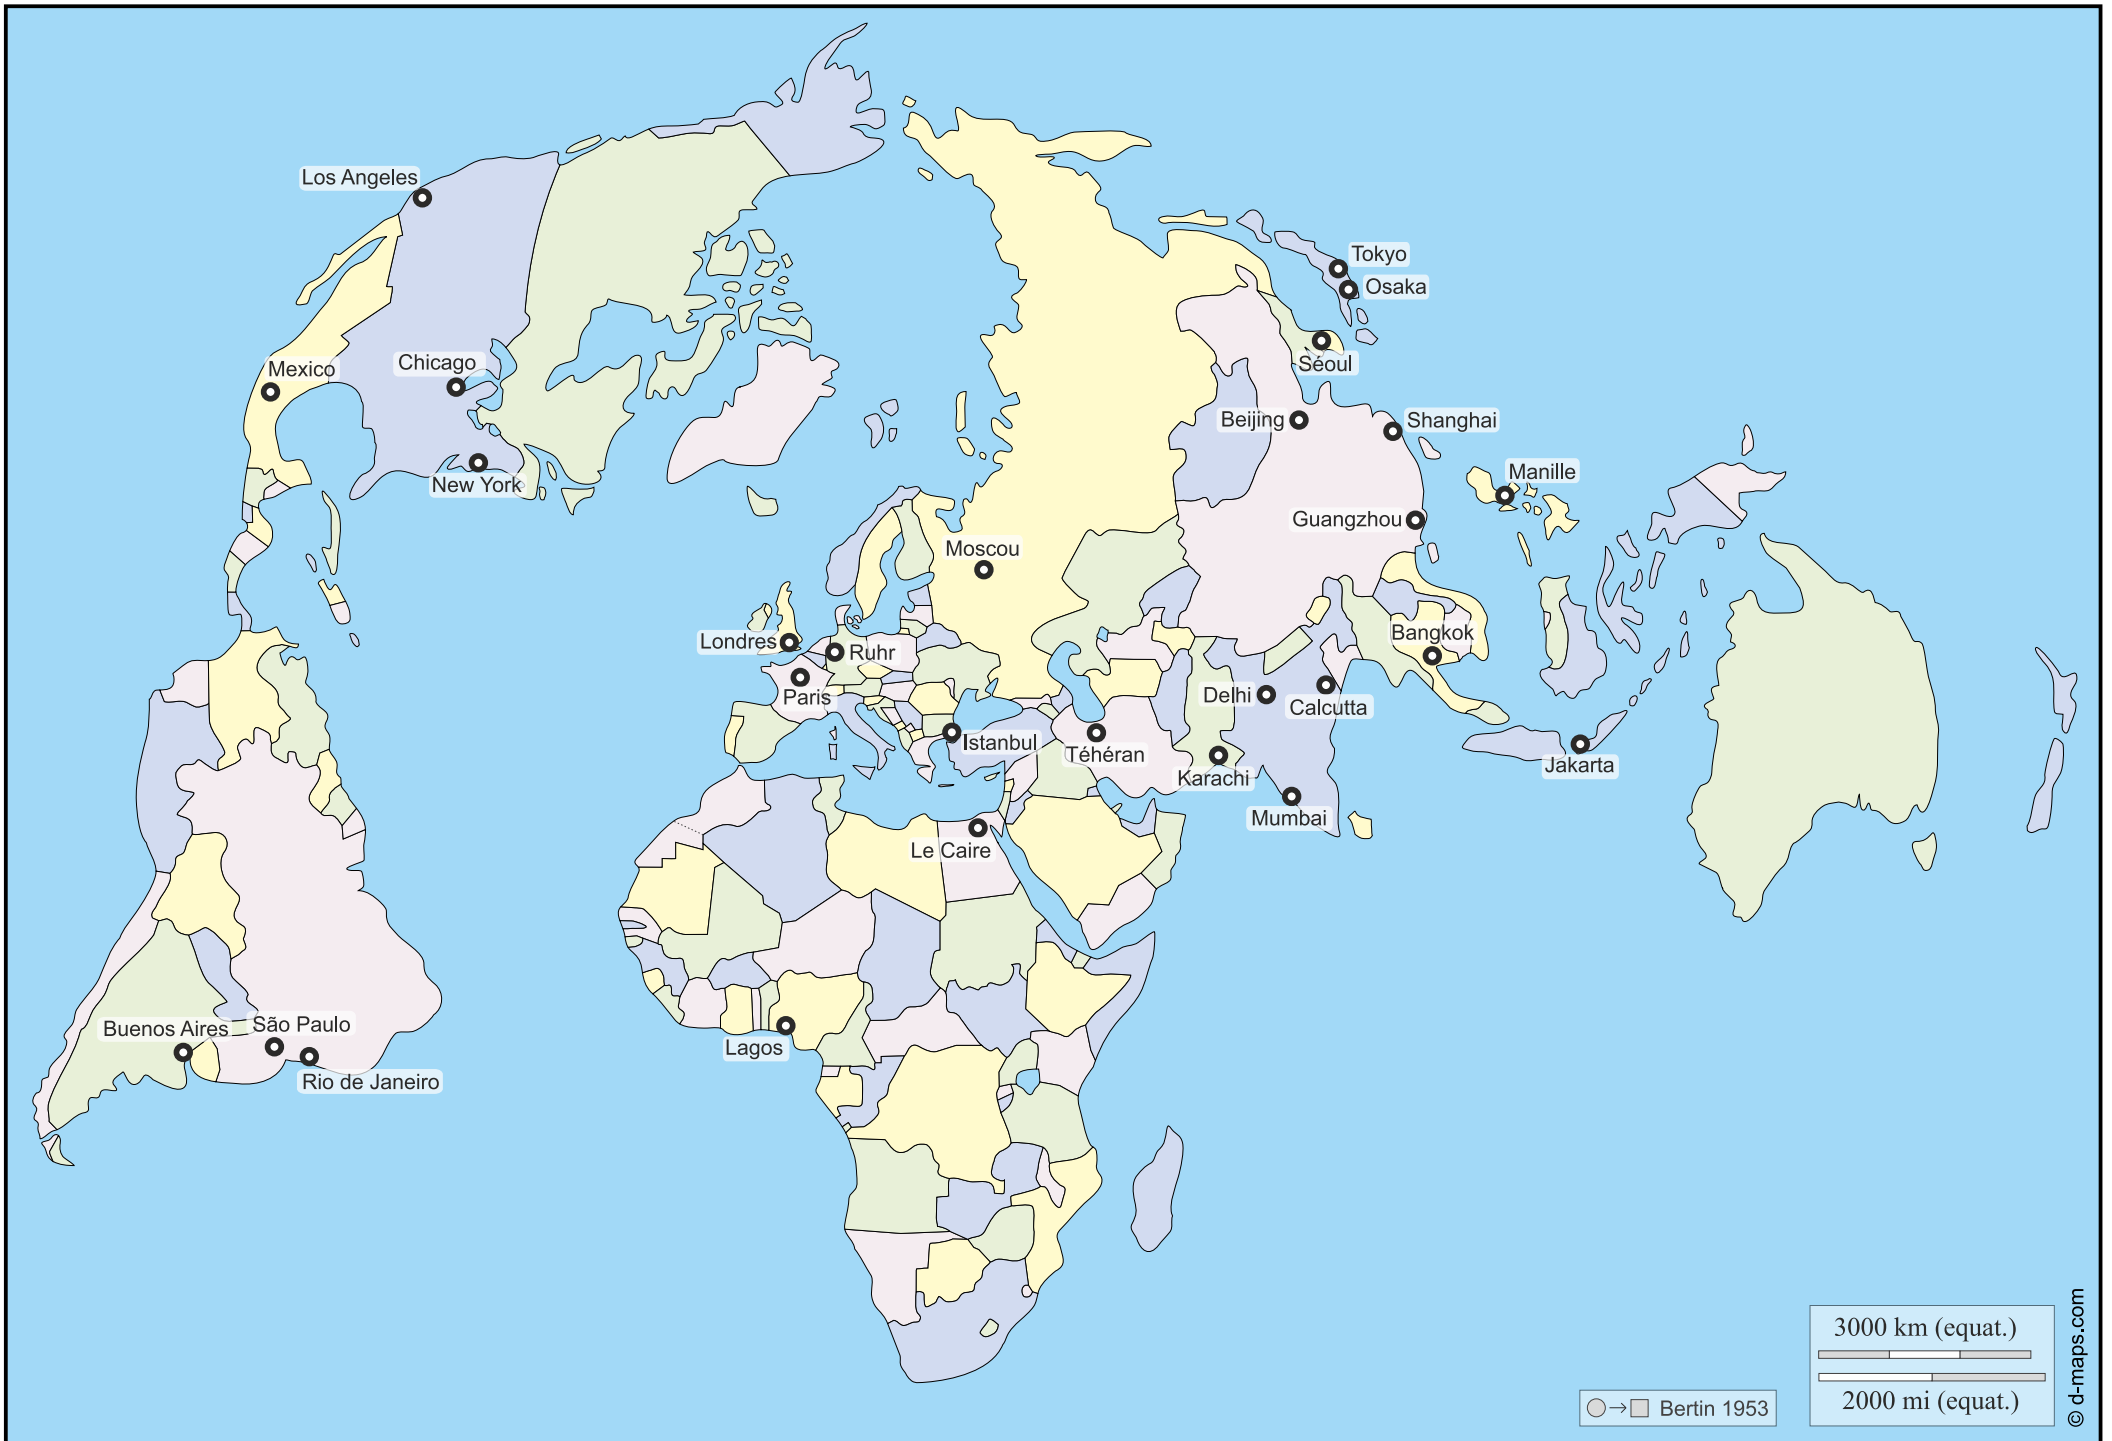 Los Angeles
Tokyo
Osaka
Séoul
Mexico
Chicago
Beijing
Shanghai
New York
Manille
Guangzhou
Moscou
Londres
Ruhr
Bangkok
Paris
Delhi
Calcutta
Istanbul
Téhéran
Karachi
Jakarta
Mumbai
Le Caire
Buenos Aires
São Paulo
Lagos
Rio de Janeiro
3000 km (equat.)
2000 mi (equat.)
Bertin 1953
© d-maps.com